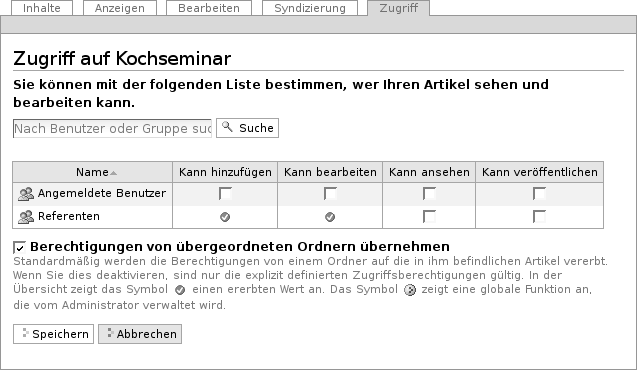 Inhalte Anzeigen Bearbeiten Syndizierung Zugriff
Zugriff auf Kochseminar
Sie können mit der folgenden Liste bestimmen, wer Ihren Artikel sehen und
bearbeiten kann.
Nach Benutzer oder Gruppe suc Suche
Name Kann hinzufügen Kann bearbeiten Kann ansehen Kann veröffentlichen
Angemeldete Benutzer
Referenten
Berechtigungen von übergeordneten Ordnern übernehmen
Standardmäßig werden die Berechtigungen von einem Ordner auf die in ihm befindlichen Artikel vererbt.
Wenn Sie dies deaktivieren, sind nur die explizit definierten Zugriffsberechtigungen gültig. In der
Übersicht zeigt das Symbol einen ererbten Wert an. Das Symbol zeigt eine globale Funktion an,
die vom Administrator verwaltet wird.
Speichern Abbrechen